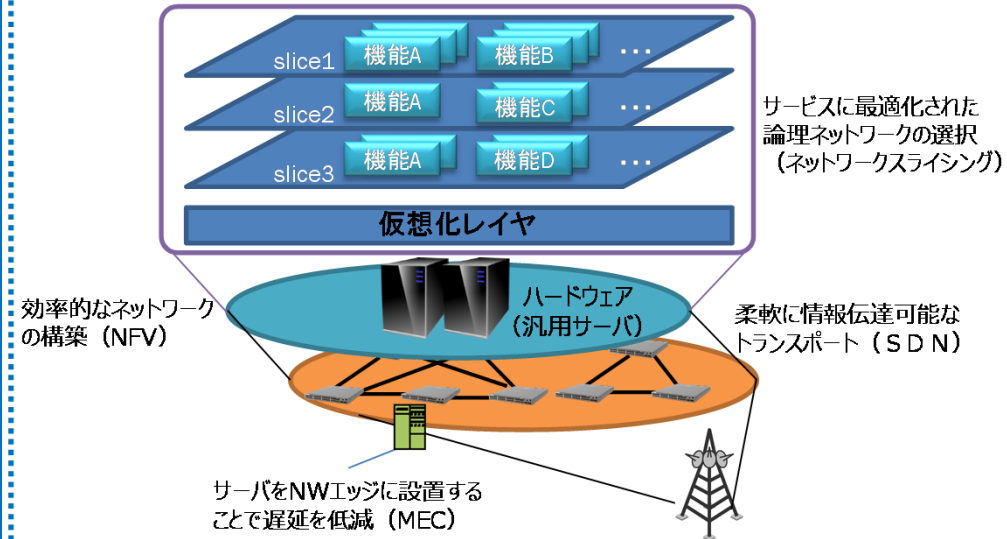 slice1 機能A 機能B …
slice2 機能A 機能C
slice3 機能A 機能D …
仮想化レイヤ
サービスに最適化された
論理ネットワークの選択
（ネットワークスライシング）
ハードウェア
（汎用サーバ）
効率的なネットワーク
の構築（NFV）
柔軟に情報伝達可能な
トランスポート（ＳＤＮ）
サーバをNWエッジに設置する
ことで遅延を低減（MEC）